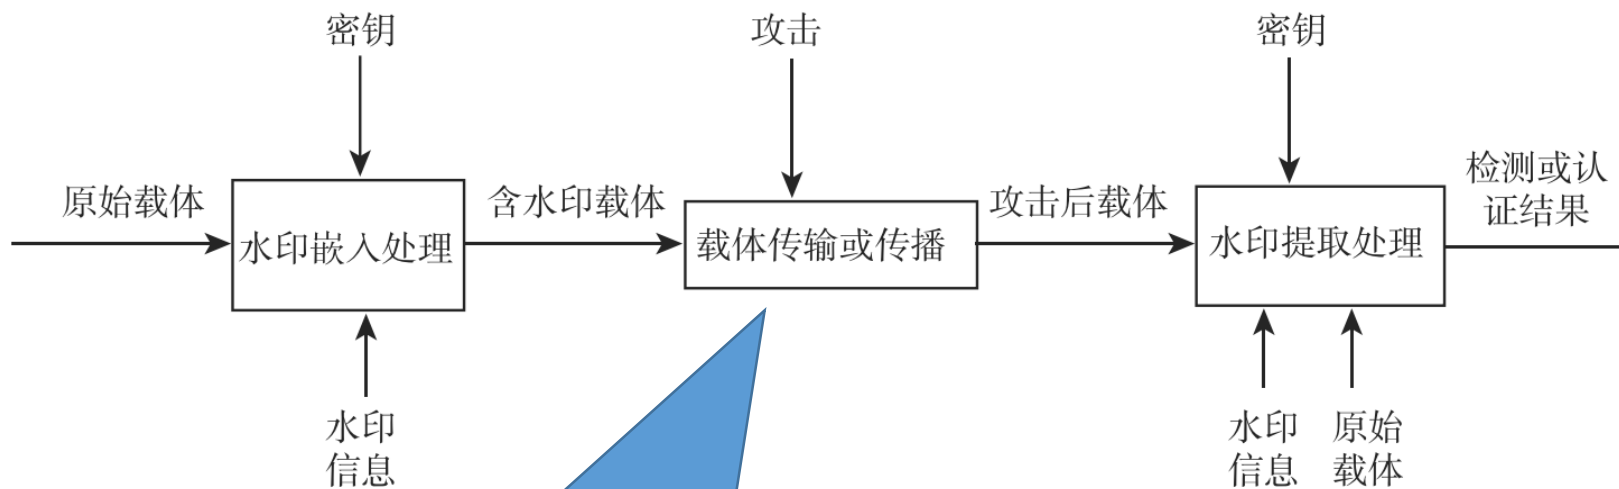 密钥
攻击
密钥
原始载体
水印嵌入处理
含水印载体
载体传输或传播
攻击后载体
水印提取处理
检测或认
证结果
水印
信息
水印
信息
原始
载体